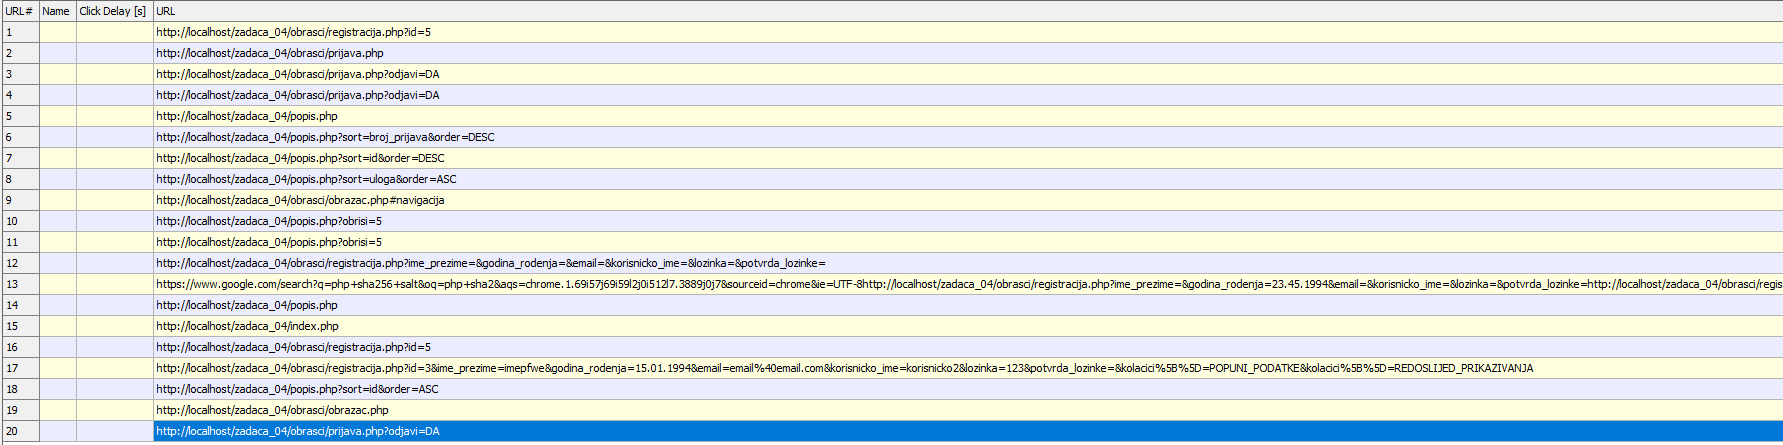 URL# Name Click Delay [s] URL
1 http://localhost/zadaca_04/obrasci/registracija.php?id=5
2 http://localhost/zadaca_04/obrasci/prijava.php
3 http://localhost/zadaca_04/obrasci/prijava.php?odjavi=DA
4 http://localhost/zadaca_04/obrasci/prijava.php?odjavi=DA
5 http://localhost/zadaca_04/popis.php
6 http://localhost/zadaca_04/popis.php?sort=broj_prijava&order=DESC
7 http://localhost/zadaca_04/popis.php?sort=id&order=DESC
8 http://localhost/zadaca_04/popis.php?sort=uloga&order=ASC
9 http://localhost/zadaca_04/obrasci/obrazac.php#navigacija
10 http://localhost/zadaca_04/popis.php?obrisi=5
11 http://localhost/zadaca_04/popis.php?obrisi=5
12 http://localhost/zadaca_04/obrasci/registracija.php?ime_prezime=&godina_rodenja=&email=&korisnicko_ime=&lozinka=&potvrda_lozinke=
13 https://www.google.com/search?q=php+sha256+salt&oq=php+sha2&aqs=chrome.1.69i57j69i59l2j0i512l7.3889j0j7&sourceid=chrome&ie=UTF-8http://localhost/zadaca_04/obrasci/registracija.php?ime_prezime=&godina_rodenja=23.45.1994&email=&korisnicko_ime=&lozinka=&potvrda_lozinke=http://localhost/zadaca_04/obrasci/regis
14 http://localhost/zadaca_04/popis.php
15 http://localhost/zadaca_04/index.php
16 http://localhost/zadaca_04/obrasci/registracija.php?id=5
17 http://localhost/zadaca_04/obrasci/registracija.php?id=3&ime_prezime=imepfwe&godina_rodenja=15.01.1994&email=email%40email.com&korisnicko_ime=korisnicko2&lozinka=123&potvrda_lozinke=&kolacici%5B%5D=POPUNI_PODATKE&kolacici%5B%5D=REDOSLIJED_PRIKAZIVANJA
18 http://localhost/zadaca_04/popis.php?sort=id&order=ASC
19 http://localhost/zadaca_04/obrasci/obrazac.php
20 http://localhost/zadaca_04/obrasci/prijava.php?odjavi=DA